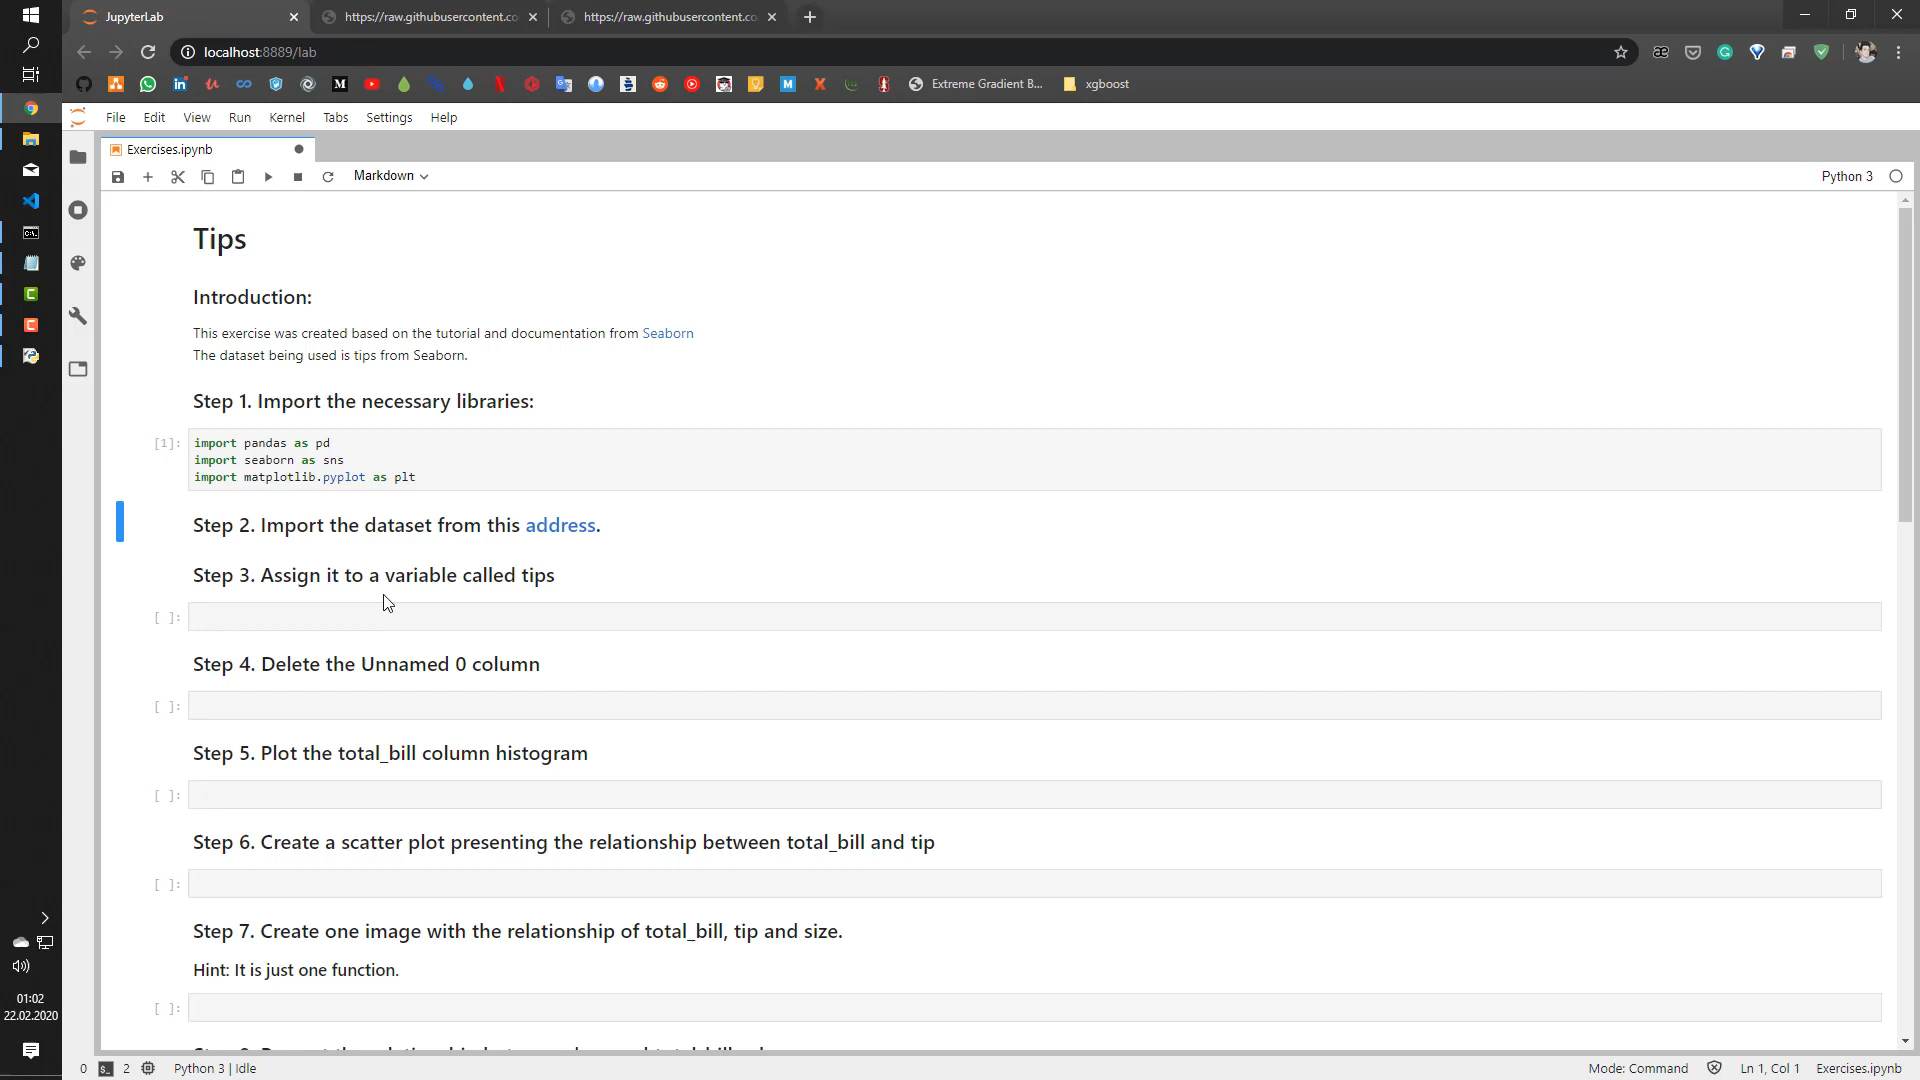 JupyterLab
https://raw.githubusercontent.co
https://raw.githubusercontent.co
localhost:8889/lab
Extreme Gradient B...
xgboost
File Edit View Run Kernel Tabs Settings Help
Exercises.ipynb
Markdown
Python 3
Tips
Introduction:
This exercise was created based on the tutorial and documentation from Seaborn
The dataset being used is tips from Seaborn.
Step 1. Import the necessary libraries:
[1]: import pandas as pd
import seaborn as sns
import matplotlib.pyplot as plt
Step 2. Import the dataset from this address.
Step 3. Assign it to a variable called tips
[ ]:
Step 4. Delete the Unnamed 0 column
[ ]:
Step 5. Plot the total_bill column histogram
[ ]:
Step 6. Create a scatter plot presenting the relationship between total_bill and tip
[ ]:
Step 7. Create one image with the relationship of total_bill, tip and size.
Hint: It is just one function.
[ ]:
01:02
22.02.2020
0 2 Python 3 | Idle
Mode: Command Ln 1, Col 1 Exercises.ipynb